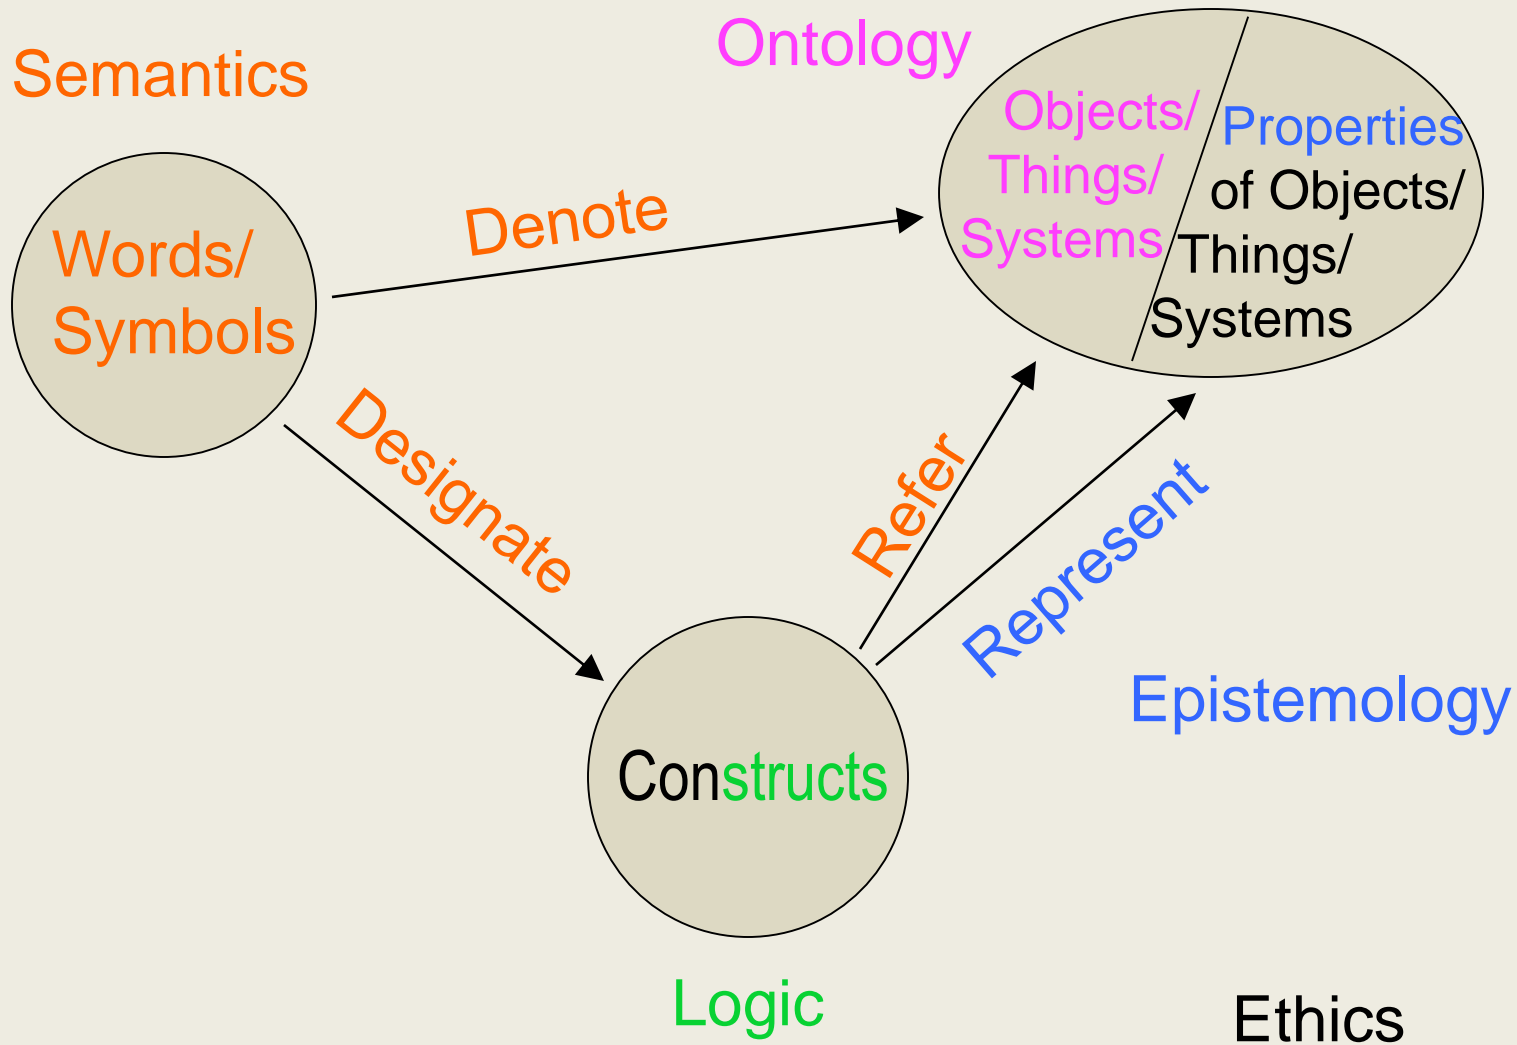 Semantics
Ontology
Objects/
Things/
Systems
Properties
of Objects/
Things/
Systems
Words/
Symbols
Denote
Designate
Refer
Represent
Epistemology
Constructs
Logic
Ethics